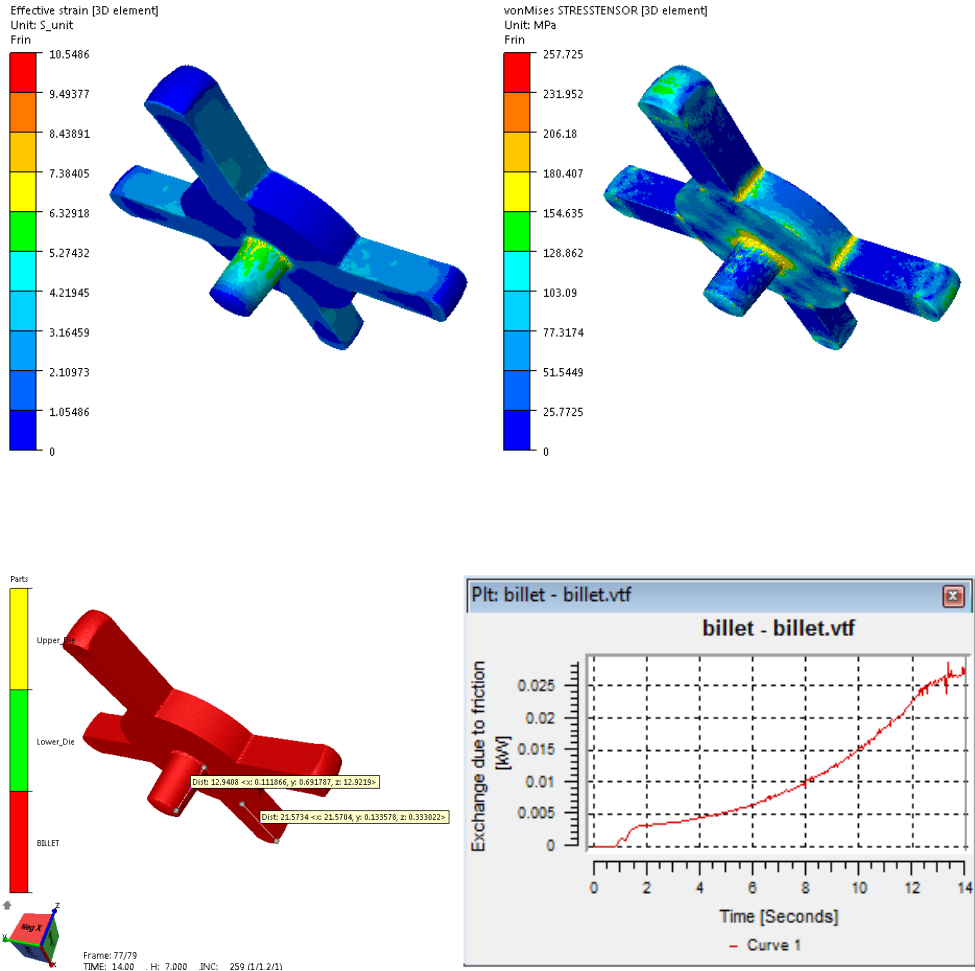 Effective strain [3D element]
Unit: S_unit
Frin
10.5486
9.49377
8.43891
7.38405
6.32918
5.27432
4.21945
3.16459
2.10973
1.05486
0
vonMises STRESSTENSOR [3D element]
Unit: MPa
Frin
257.725
231.952
206.18
180.407
154.635
128.862
103.09
77.3174
51.5449
25.7725
0
Parts
Upper_Die
Lower_Die
BILLET
Dist: 12.9408 <x: 0.111866, y: 0.691787, z: 12.9219>
Dist: 21.5734 <x: 21.5704, y: 0.133578, z: 0.333022>
Neg X
Z
Y
X
Frame: 77/79
TIME: 14.00 . H: 7.000 .INC: 259 (1/1.2/1)
Plt: billet - billet.vtf
billet - billet.vtf
Exchange due to friction
[kW]
0.025
0.02
0.015
0.01
0.005
0
0 2 4 6 8 10 12 14
Time [Seconds]
Curve 1